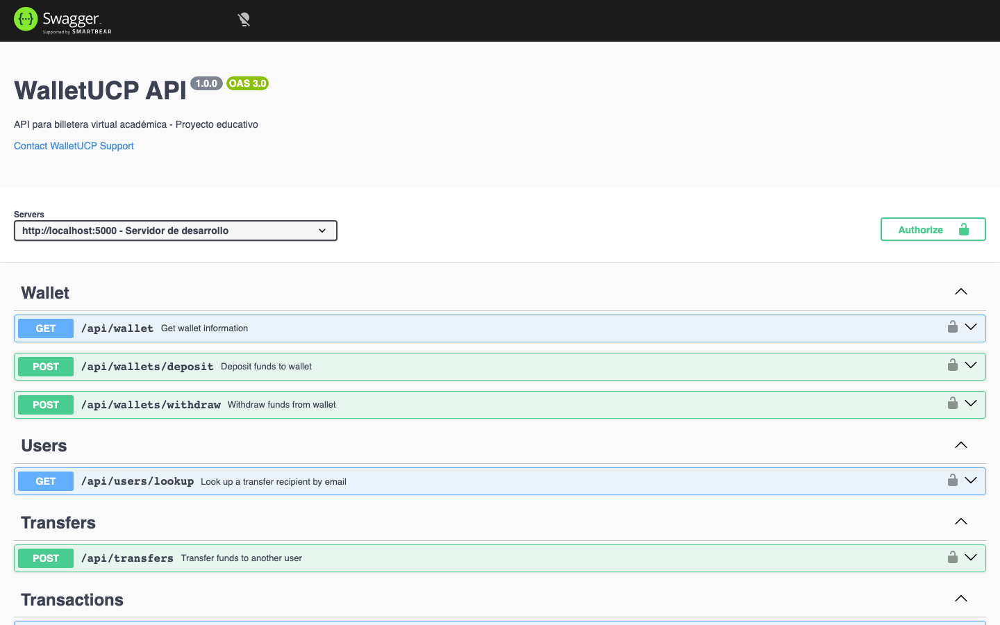 Swagger
Supported by SMARTBEAR
WalletUCP API 1.0.0 OAS 3.0
API para billetera virtual académica - Proyecto educativo
Contact WalletUCP Support
Servers
http://localhost:5000 - Servidor de desarrollo
Authorize
Wallet
GET /api/wallet Get wallet information
POST /api/wallets/deposit Deposit funds to wallet
POST /api/wallets/withdraw Withdraw funds from wallet
Users
GET /api/users/lookup Look up a transfer recipient by email
Transfers
POST /api/transfers Transfer funds to another user
Transactions